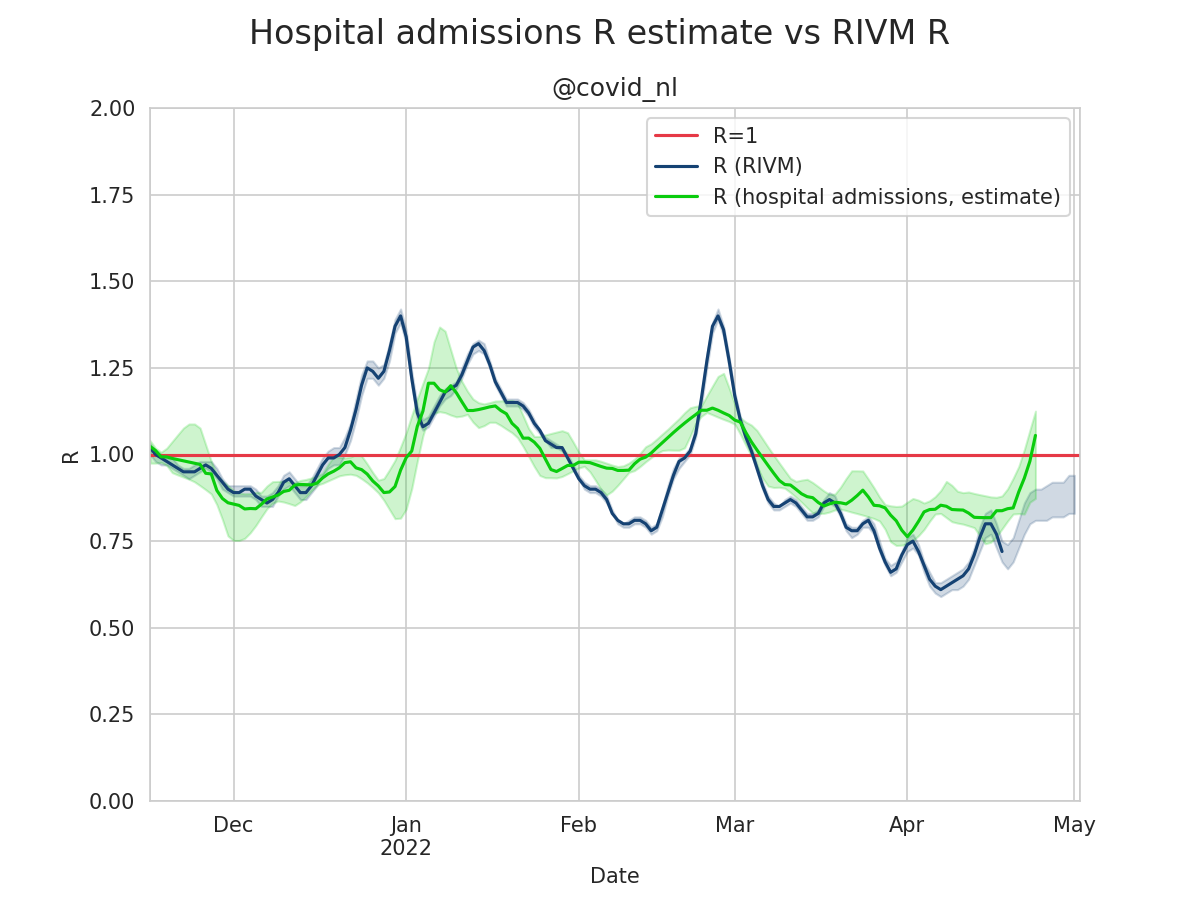 Hospital admissions R estimate vs RIVM R
@covid_nl
R=1
R (RIVM)
R (hospital admissions, estimate)
2.00
1.75
1.50
1.25
1.00
0.75
0.50
0.25
0.00
R
Dec
Jan
2022
Feb
Mar
Apr
May
Date